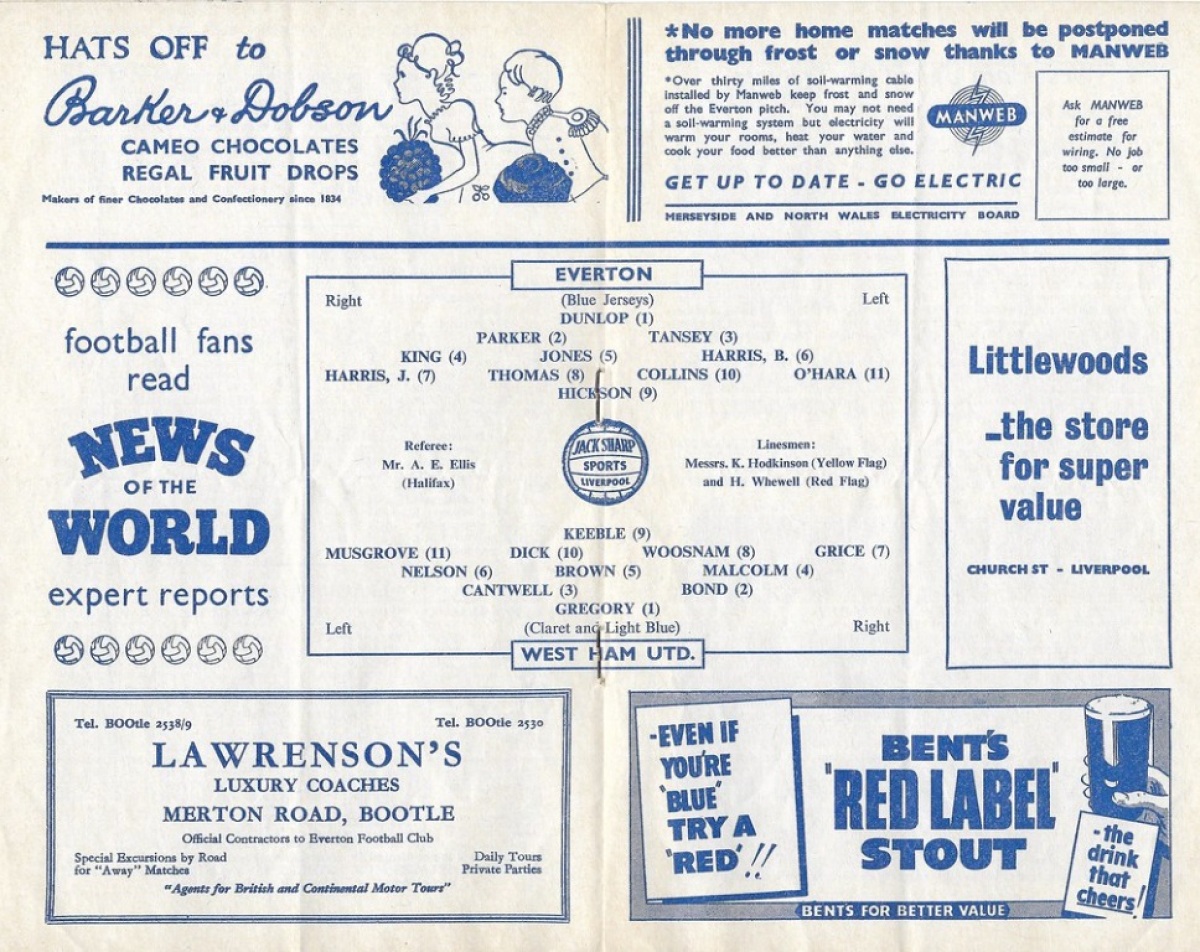 HATS OFF to
Barker & Dobson
CAMEO CHOCOLATES
REGAL FRUIT DROPS
Makers of finer Chocolates and Confectionery since 1834
*No more home matches will be postponed
through frost or snow thanks to MANWEB
*Over thirty miles of soil-warming cable
installed by Manweb keep frost and snow
off the Everton pitch. You may not need
a soil-warming system but electricity will
warm your rooms, heat your water and
cook your food better than anything else.
MANWEB
GET UP TO DATE - GO ELECTRIC
MERSEYSIDE AND NORTH WALES ELECTRICITY BOARD
Ask MANWEB
for a free
estimate for
wiring. No job
too small - or
too large.
football fans
read
NEWS
OF THE
WORLD
expert reports
EVERTON
Right (Blue Jerseys) Left
DUNLOP (1)
PARKER (2) TANSEY (3)
KING (4) JONES (5) HARRIS, B. (6)
HARRIS, J. (7) THOMAS (8) COLLINS (10) O'HARA (11)
HICKSON (9)
Referee:
Mr. A. E. Ellis
(Halifax)
JACK SHARP
SPORTS
LIVERPOOL
Linesmen:
Messrs. K. Hodkinson (Yellow Flag)
and H. Whewell (Red Flag)
KEEBLE (9)
MUSGROVE (11) DICK (10) WOOSNAM (8) GRICE (7)
NELSON (6) BROWN (5) MALCOLM (4)
CANTWELL (3) BOND (2)
GREGORY (1)
Left (Claret and Light Blue) Right
WEST HAM UTD.
Littlewoods
...the store
for super
value
CHURCH ST - LIVERPOOL
Tel. BOOtle 2538/9 Tel. BOOtle 2530
LAWRENSON'S
LUXURY COACHES
MERTON ROAD, BOOTLE
Official Contractors to Everton Football Club
Special Excursions by Road
for "Away" Matches
Daily Tours
Private Parties
"Agents for British and Continental Motor Tours"
-EVEN IF
YOU'RE
'BLUE'
TRY A
'RED'!!
BENT'S
"RED LABEL"
STOUT
- the
drink
that
cheers!
BENTS FOR BETTER VALUE